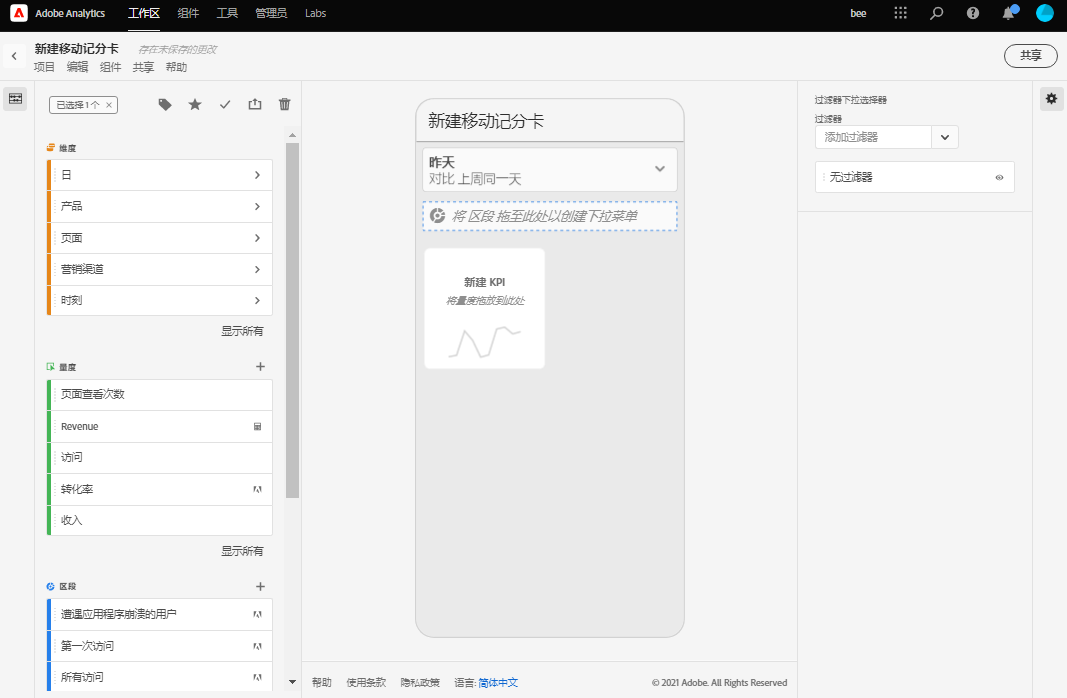 Adobe Analytics 工作区 组件 工具 管理员 Labs bee
新建移动记分卡 存在未保存的更改
项目 编辑 组件 共享 帮助
共享
已选择1个 ×
维度
日
产品
页面
营销渠道
时刻
显示所有
量度
页面查看次数
Revenue
访问
转化率
收入
显示所有
区段
遭遇应用程序崩溃的用户
第一次访问
所有访问
新建移动记分卡
昨天
对比 上周同一天
将 区段 拖至此处以创建下拉菜单
新建 KPI
将量度拖放到此处
过滤器下拉选择器
过滤器
添加过滤器
无过滤器
帮助 使用条款 隐私政策 语言: 简体中文 © 2021 Adobe. All Rights Reserved